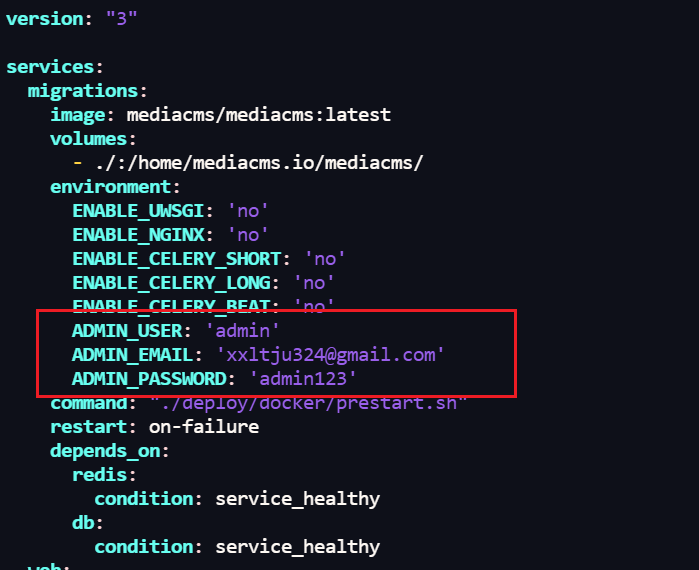 version: "3"
services:
migrations:
image: mediacms/mediacms:latest
volumes:
- ./:/home/mediacms.io/mediacms/
environment:
ENABLE_UWSGI: 'no'
ENABLE_NGINX: 'no'
ENABLE_CELERY_SHORT: 'no'
ENABLE_CELERY_LONG: 'no'
ENABLE_CELERY_BEAT: 'no'
ADMIN_USER: 'admin'
ADMIN_EMAIL: 'xxltju324@gmail.com'
ADMIN_PASSWORD: 'admin123'
command: "./deploy/docker/prestart.sh"
restart: on-failure
depends_on:
redis:
condition: service_healthy
db:
condition: service_healthy
web: